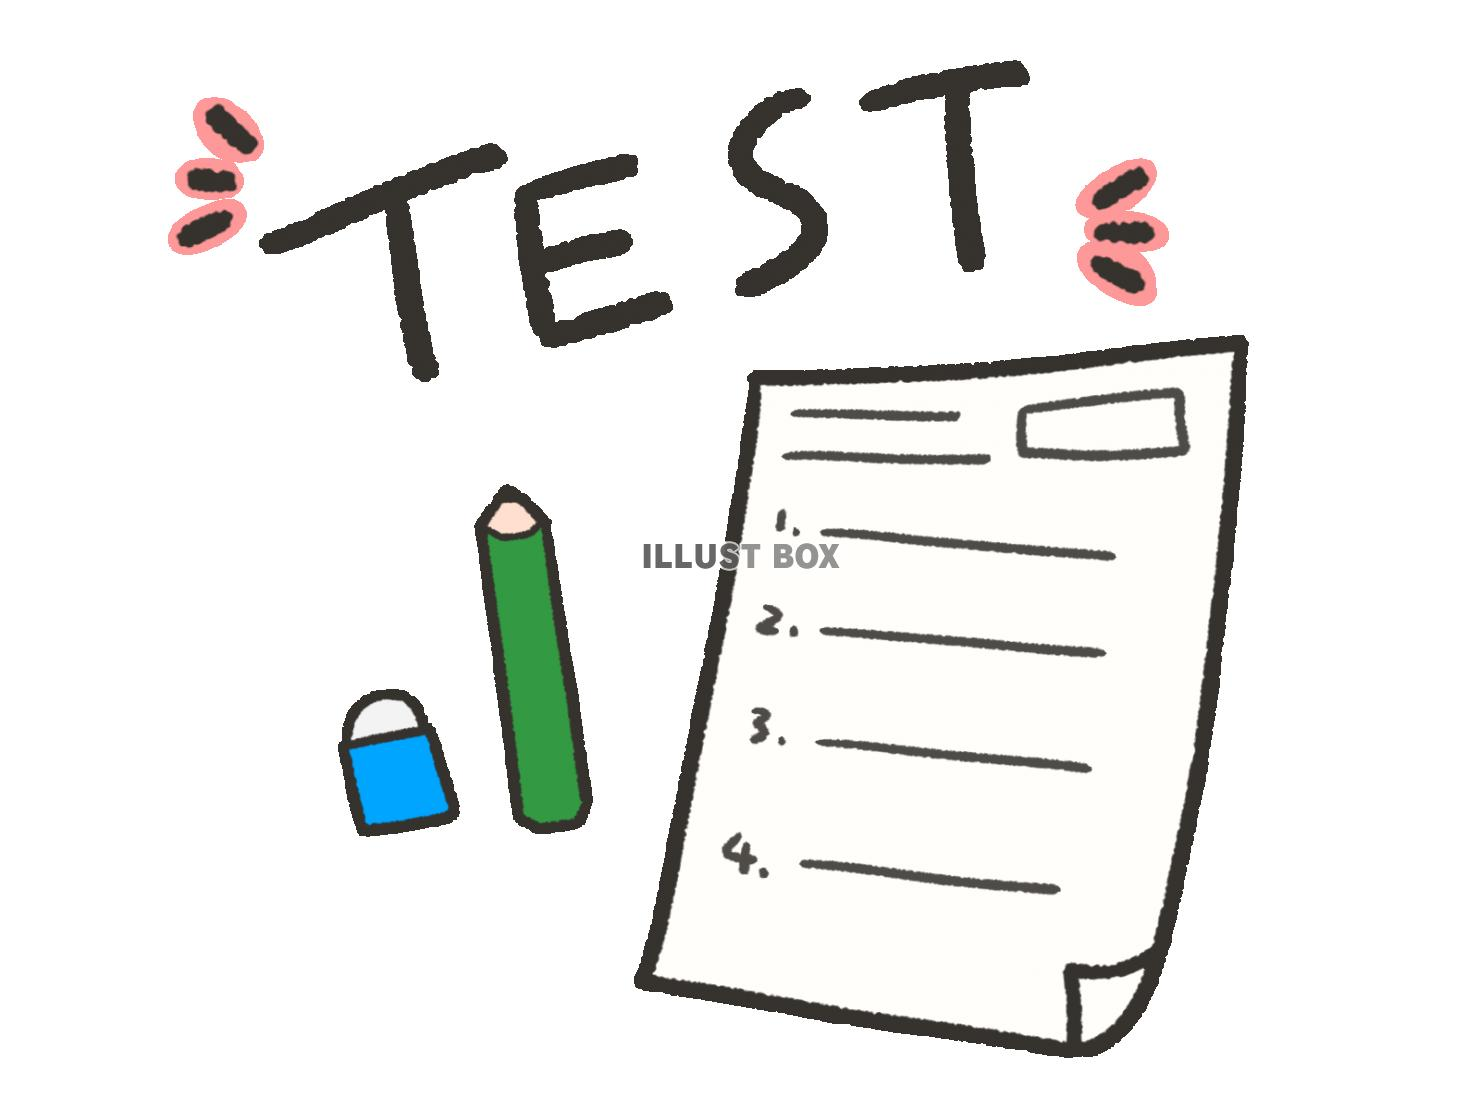 TEST
1.
ILLUST BOX
2.
3.
4.